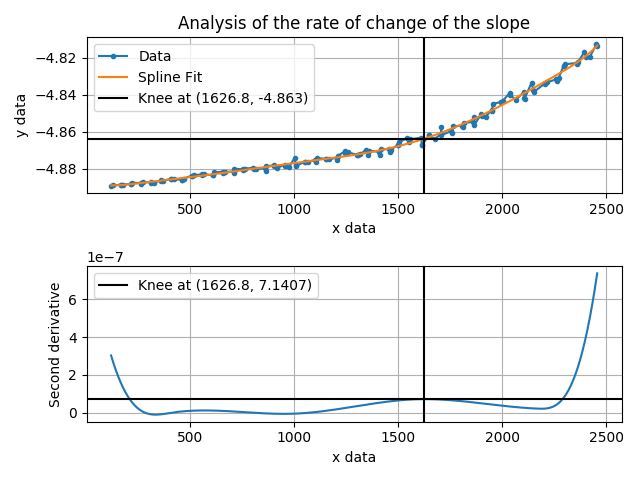 Analysis of the rate of change of the slope
y data
−4.82
−4.84
−4.86
−4.88
Data
Spline Fit
Knee at (1626.8, -4.863)
500 1000 1500 2000 2500
x data
1e−7
Second derivative
6
4
2
0
Knee at (1626.8, 7.1407)
500 1000 1500 2000 2500
x data